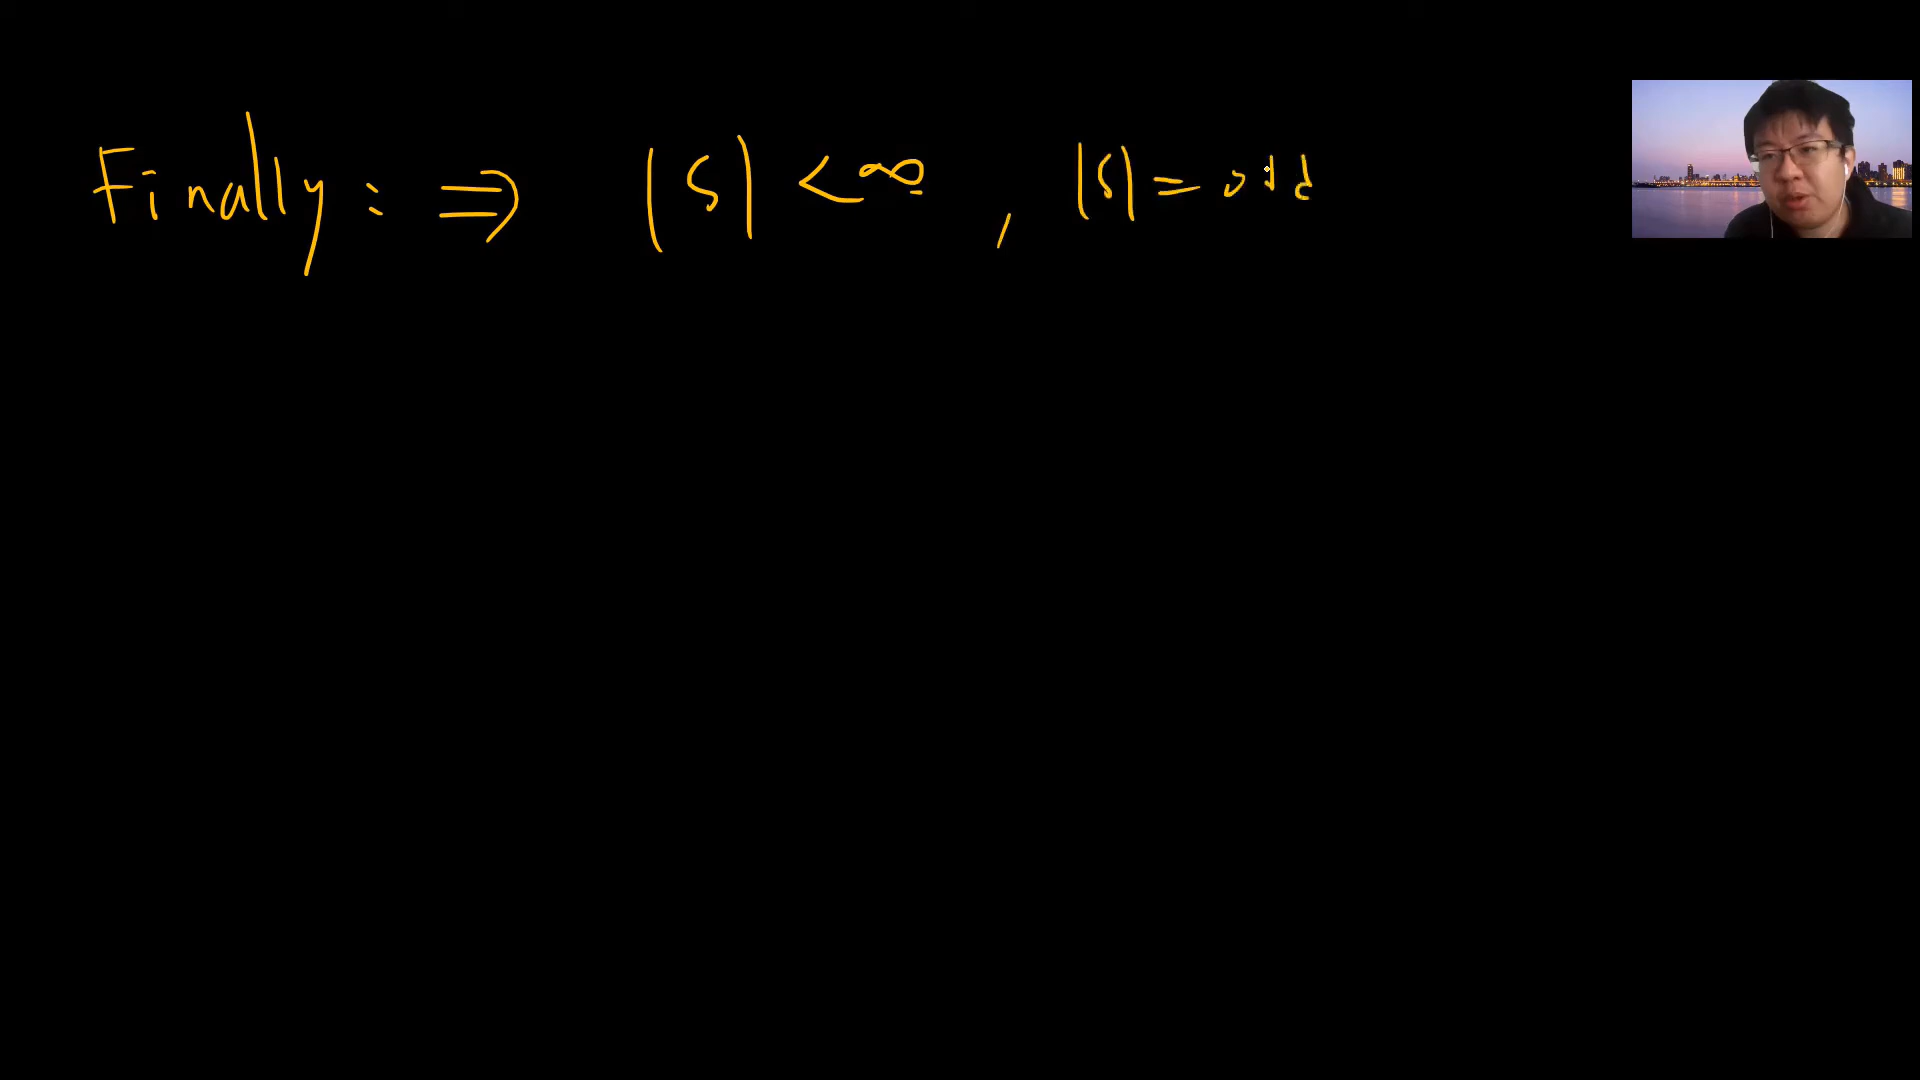 Finally : ⇒ |S| < ∞ , |S| = odd